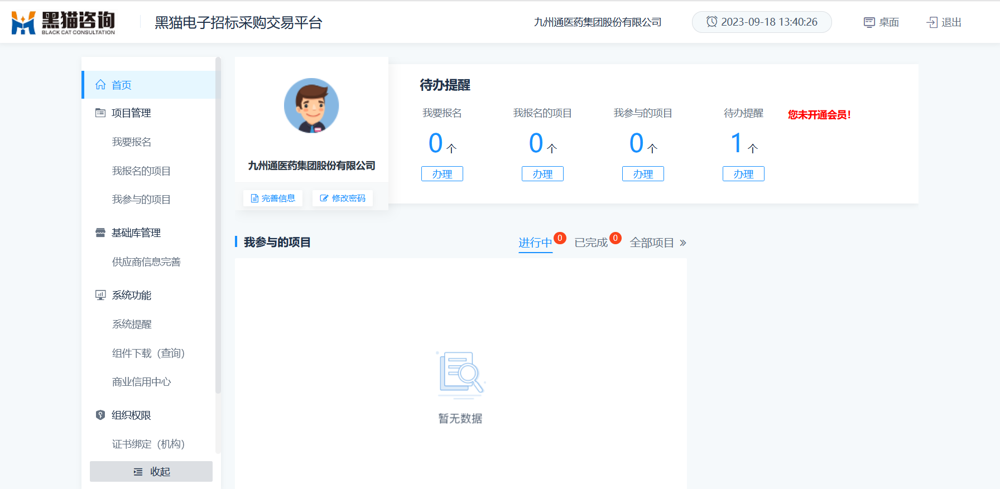 黑猫咨询
BLACK CAT CONSULTATION
黑猫电子招标采购交易平台
九州通医药集团股份有限公司
2023-09-18 13:40:26
桌面
退出
首页
项目管理
我要报名
我报名的项目
我参与的项目
基础库管理
供应商信息完善
系统功能
系统提醒
组件下载（查询）
商业信用中心
组织权限
证书绑定（机构）
收起
九州通医药集团股份有限公司
完善信息
修改密码
待办提醒
我要报名 我报名的项目 我参与的项目 待办提醒 您未开通会员！
0个 0个 0个 1个
办理 办理 办理 办理
我参与的项目
进行中 0 已完成 0 全部项目 »
暂无数据